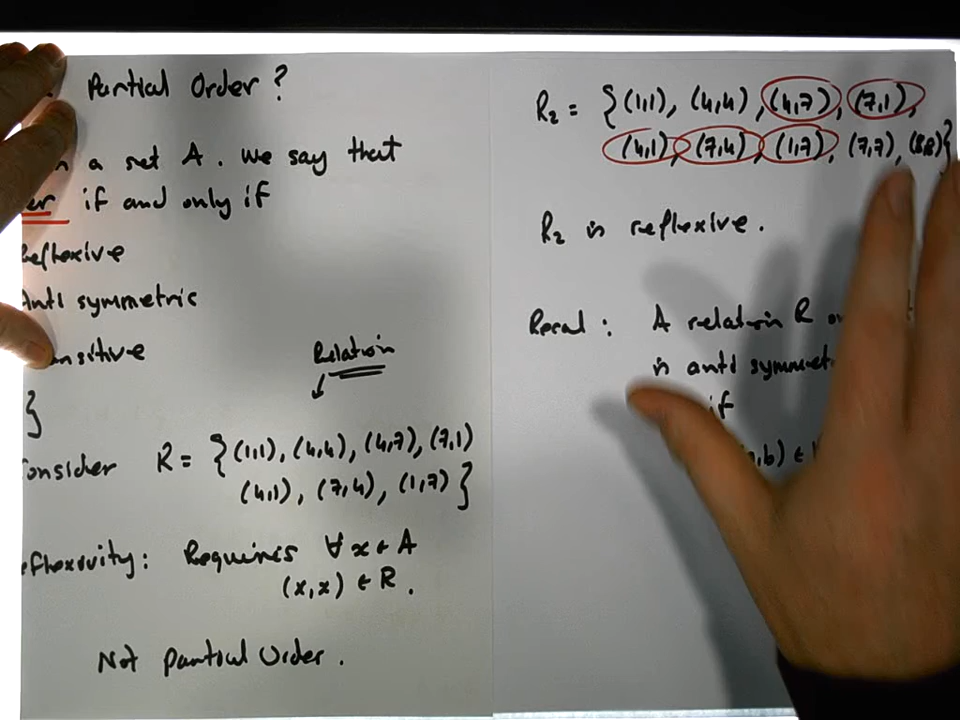 Partial Order?
a set A. we say that
if and only if
Reflexive
Anti symmetric
Relation
}
Consider R = {(1,1), (4,4), (4,7), (7,1)
(4,1), (7,4), (1,7)}
Requires ∀ x ∈ A
(x,x) ∈ R.
Not partial order.
R2 = {(1,1), (4,4), (4,7), (7,1),
(4,1), (7,4), (1,7), (7,7), (8,8)}
R2 is reflexive.
Recal: A relation R
is anti
if